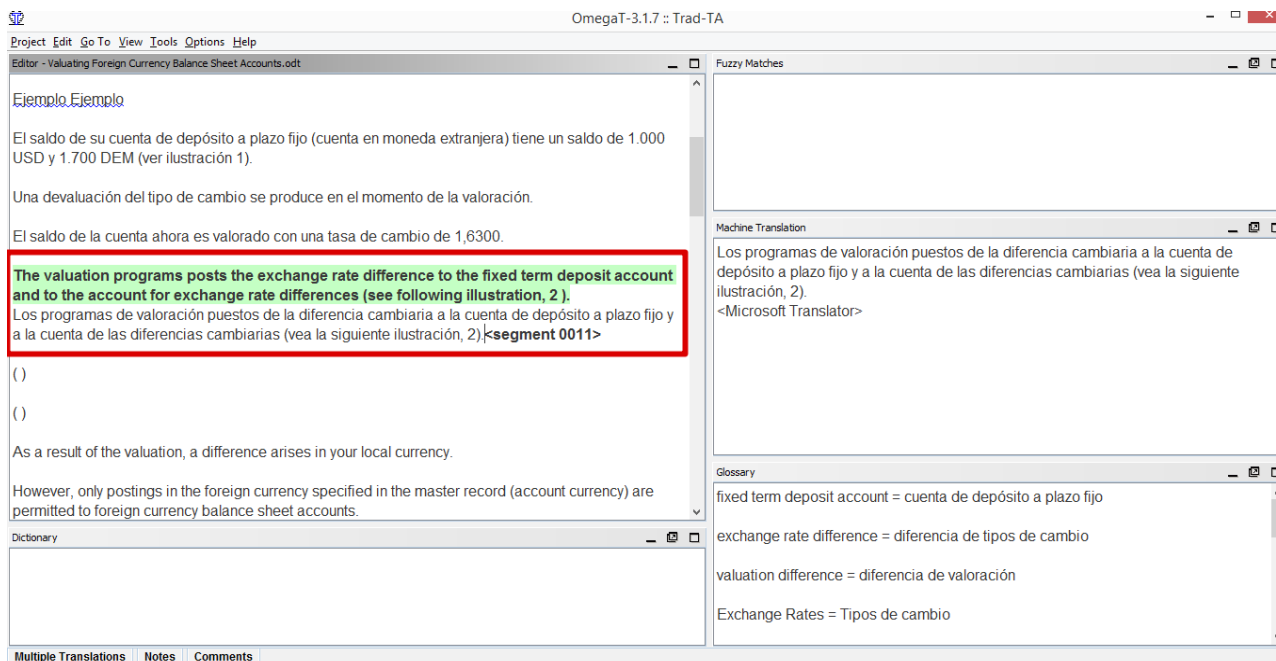 OmegaT-3.1.7 :: Trad-TA
Project Edit Go To View Tools Options Help
Editor - Valuating Foreign Currency Balance Sheet Accounts.odt
Ejemplo Ejemplo
El saldo de su cuenta de depósito a plazo fijo (cuenta en moneda extranjera) tiene un saldo de 1.000
USD y 1.700 DEM (ver ilustración 1).
Una devaluación del tipo de cambio se produce en el momento de la valoración.
El saldo de la cuenta ahora es valorado con una tasa de cambio de 1,6300.
The valuation programs posts the exchange rate difference to the fixed term deposit account
and to the account for exchange rate differences (see following illustration, 2 ).
Los programas de valoración puestos de la diferencia cambiaria a la cuenta de depósito a plazo fijo y
a la cuenta de las diferencias cambiarias (vea la siguiente ilustración, 2).<segment 0011>
( )
( )
As a result of the valuation, a difference arises in your local currency.
However, only postings in the foreign currency specified in the master record (account currency) are
permitted to foreign currency balance sheet accounts.
Dictionary
Fuzzy Matches
Machine Translation
Los programas de valoración puestos de la diferencia cambiaria a la cuenta de
depósito a plazo fijo y a la cuenta de las diferencias cambiarias (vea la siguiente
ilustración, 2).
<Microsoft Translator>
Glossary
fixed term deposit account = cuenta de depósito a plazo fijo
exchange rate difference = diferencia de tipos de cambio
valuation difference = diferencia de valoración
Exchange Rates = Tipos de cambio
Multiple Translations Notes Comments